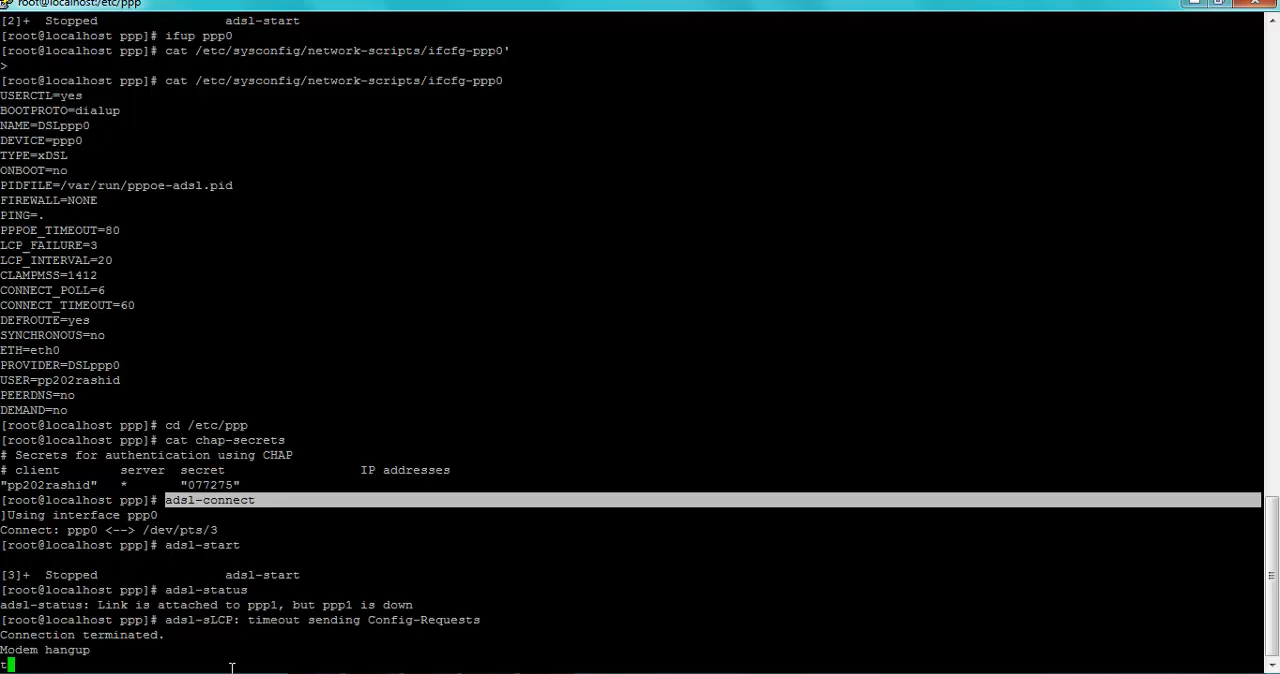 root@localhost:/etc/ppp
[2]+  Stopped                 adsl-start
[root@localhost ppp]# ifup ppp0
[root@localhost ppp]# cat /etc/sysconfig/network-scripts/ifcfg-ppp0'
>
[root@localhost ppp]# cat /etc/sysconfig/network-scripts/ifcfg-ppp0
USERCTL=yes
BOOTPROTO=dialup
NAME=DSLppp0
DEVICE=ppp0
TYPE=xDSL
ONBOOT=no
PIDFILE=/var/run/pppoe-adsl.pid
FIREWALL=NONE
PING=.
PPPOE_TIMEOUT=80
LCP_FAILURE=3
LCP_INTERVAL=20
CLAMPMSS=1412
CONNECT_POLL=6
CONNECT_TIMEOUT=60
DEFROUTE=yes
SYNCHRONOUS=no
ETH=eth0
PROVIDER=DSLppp0
USER=pp202rashid
PEERDNS=no
DEMAND=no
[root@localhost ppp]# cd /etc/ppp
[root@localhost ppp]# cat chap-secrets
# Secrets for authentication using CHAP
# client        server  secret                  IP addresses
"pp202rashid"   *       "077275"
[root@localhost ppp]# adsl-connect
]Using interface ppp0
Connect: ppp0 <--> /dev/pts/3
[root@localhost ppp]# adsl-start
[3]+  Stopped                 adsl-start
[root@localhost ppp]# adsl-status
adsl-status: Link is attached to ppp1, but ppp1 is down
[root@localhost ppp]# adsl-sLCP: timeout sending Config-Requests
Connection terminated.
Modem hangup
t